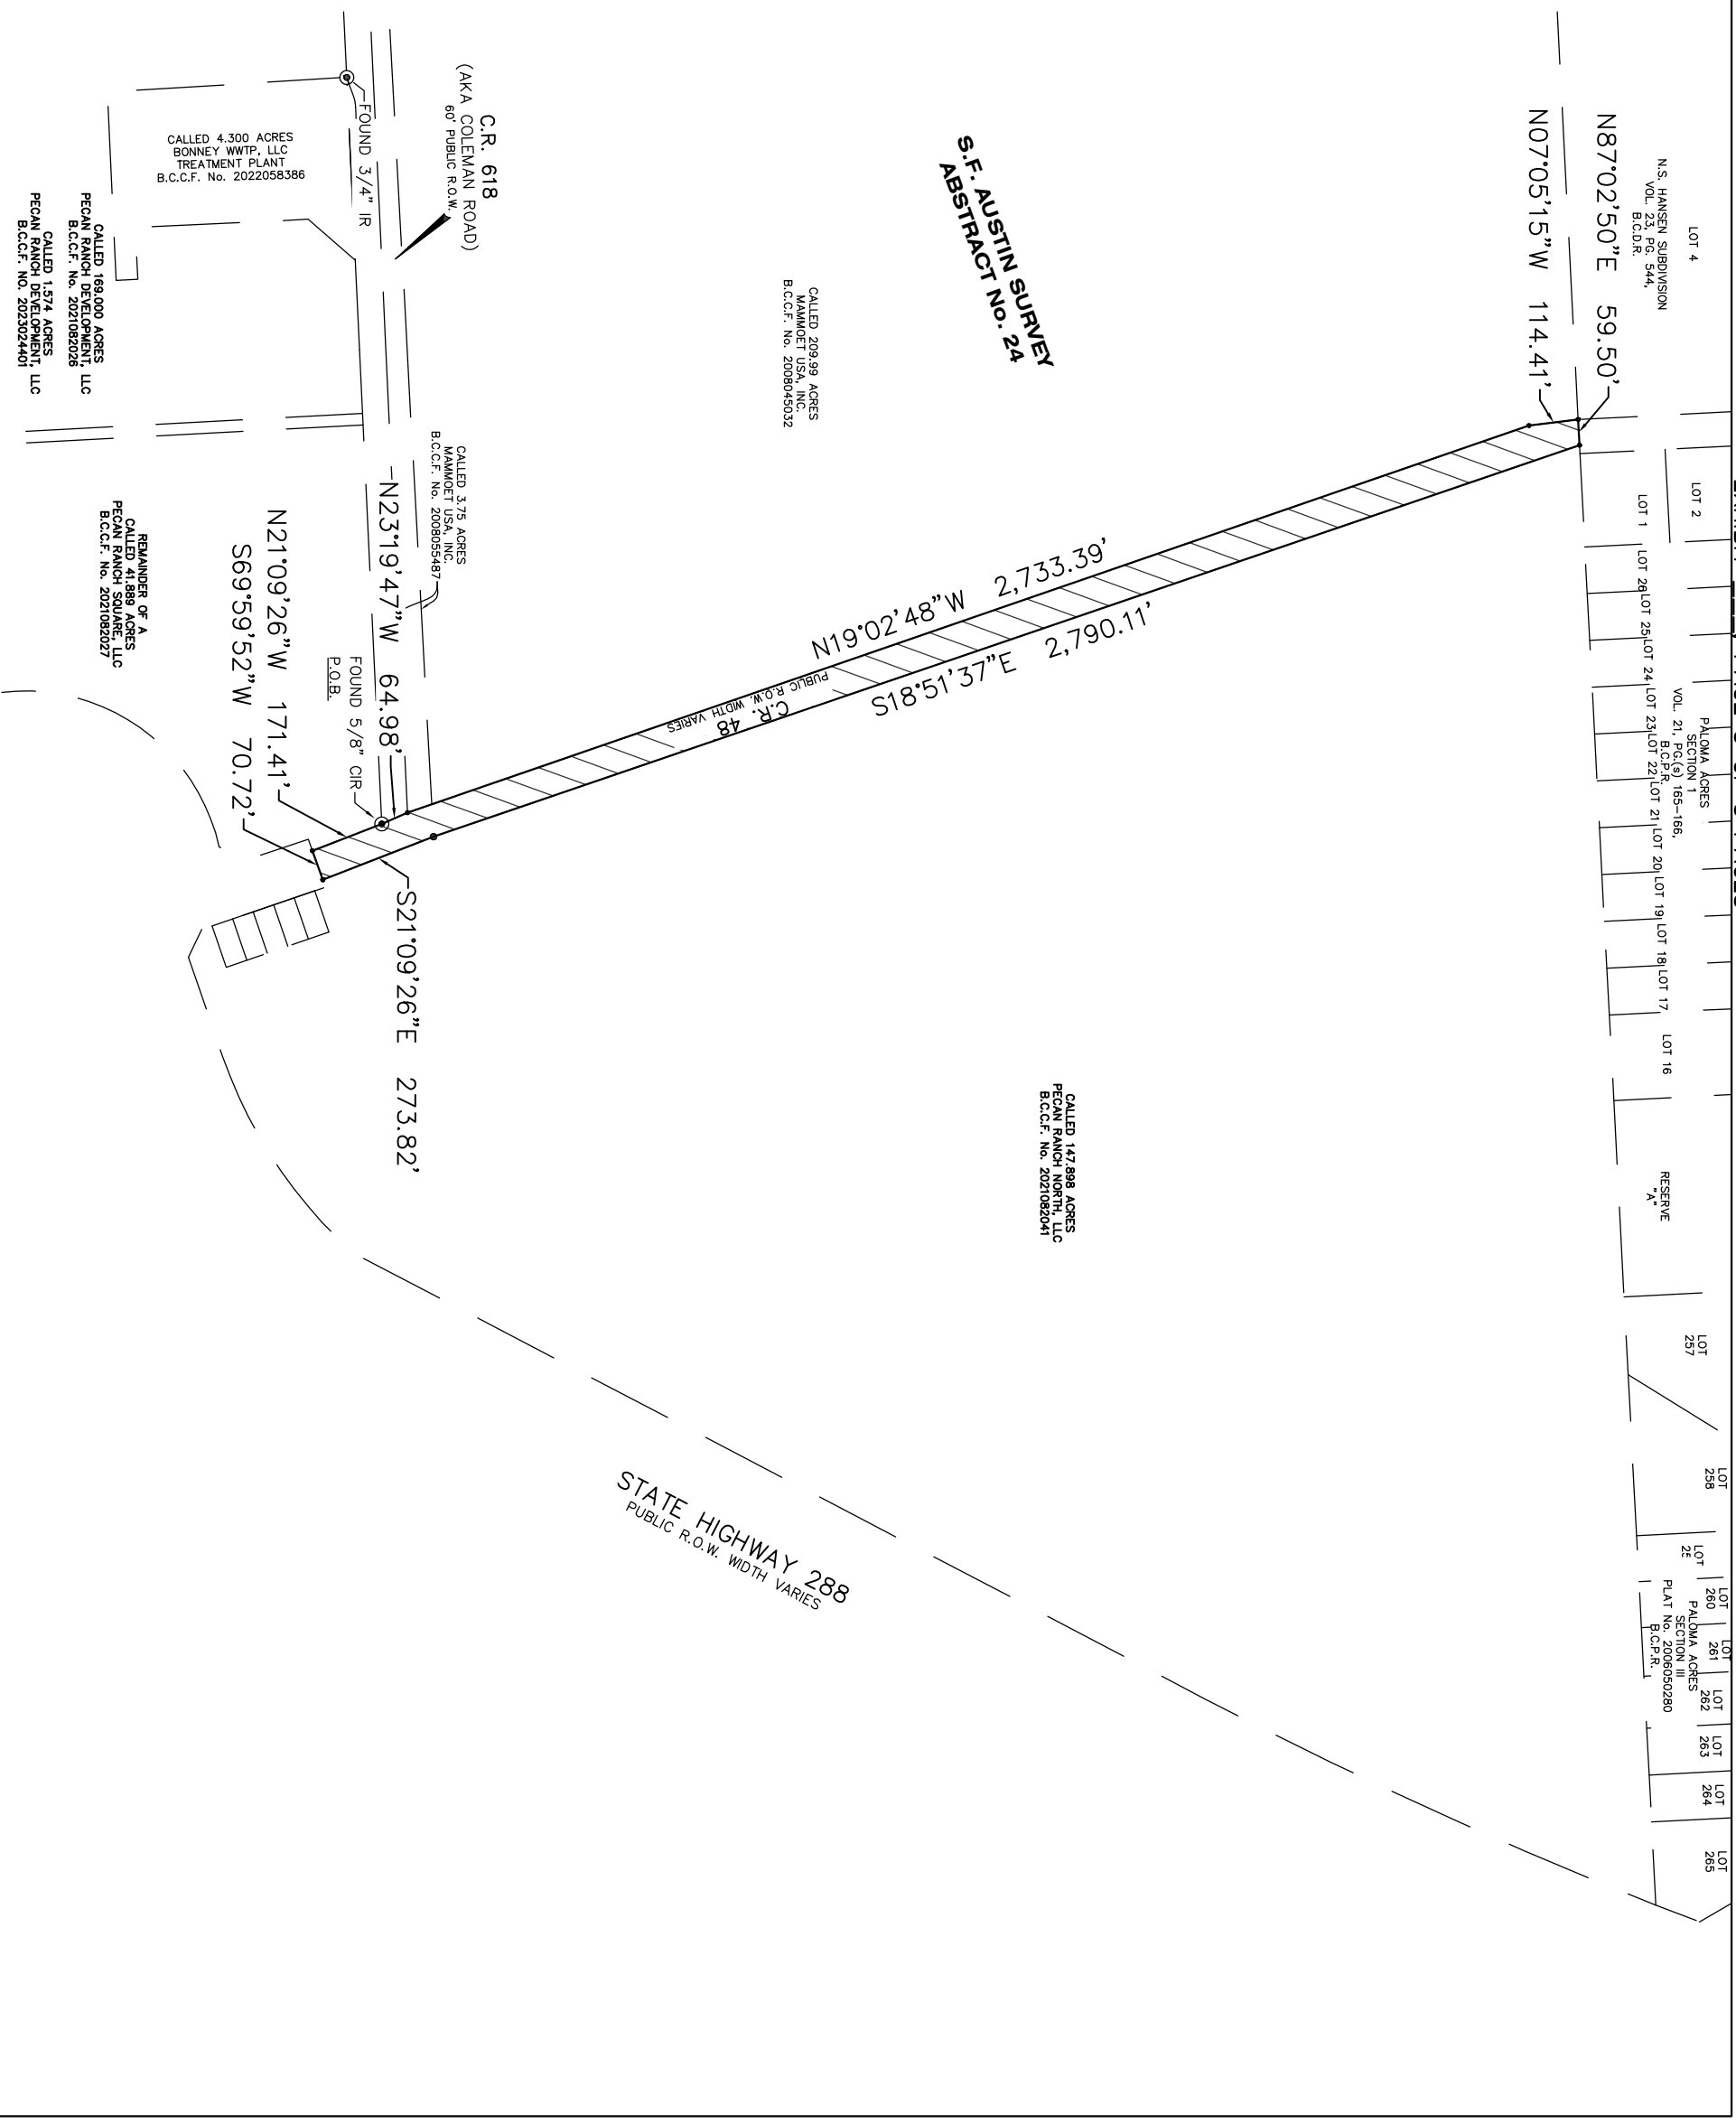 LOT 4
N.S. HANSEN SUBDIVISION
VOL. 23, PG. 544,
B.C.D.R.
N87°02'50"E 59.50'
N07°05'15"W 114.41'
LOT 2
LOT 1
LOT 26
LOT 25
LOT 24
LOT 23
LOT 22
LOT 21
LOT 20
LOT 19
LOT 18
LOT 17
LOT 16
PALOMA ACRES
SECTION 1
VOL. 21, PG.(s) 165-166,
B.C.P.R.
RESERVE
"A"
LOT
257
LOT
258
LOT
LOT
260
LOT
261
LOT
262
LOT
263
LOT
264
LOT
265
PALOMA ACRES
SECTION III
PLAT No. 2006050280
B.C.P.R.
S.F. AUSTIN SURVEY
ABSTRACT No. 24
CALLED 209.99 ACRES
MAMMOET USA, INC.
B.C.C.F. No. 2008045032
N19°02'48"W 2,733.39'
S18°51'37"E 2,790.11'
C.R. 48
PUBLIC R.O.W. WIDTH VARIES
CALLED 147.898 ACRES
PECAN RANCH NORTH, LLC
B.C.C.F. No. 2021082041
STATE HIGHWAY 288
PUBLIC R.O.W. WIDTH VARIES
C.R. 618
(AKA COLEMAN ROAD)
60' PUBLIC R.O.W.
CALLED 3.75 ACRES
MAMMOET USA, INC.
B.C.C.F. No. 2008055487
N23°19'47"W 64.98'
S21°09'26"E 273.82'
FOUND 3/4" IR
FOUND 5/8" CIR
P.O.B.
N21°09'26"W 171.41'
S69°59'52"W 70.72'
CALLED 4.300 ACRES
BONNEY WWTP, LLC
TREATMENT PLANT
B.C.C.F. No. 2022058386
REMAINDER OF A
CALLED 41.889 ACRES
PECAN RANCH SQUARE, LLC
B.C.C.F. No. 2021082027
CALLED 169.000 ACRES
PECAN RANCH DEVELOPMENT, LLC
B.C.C.F. No. 2021082026
CALLED 1.574 ACRES
PECAN RANCH DEVELOPMENT, LLC
B.C.C.F. NO. 2023024401